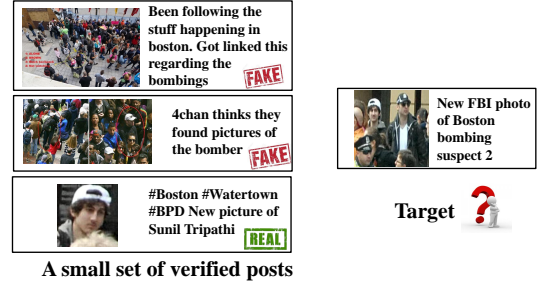 Been following the
stuff happening in
boston. Got linked this
regarding the
bombings
FAKE
4chan thinks they
found pictures of
the bomber
FAKE
#Boston #Watertown
#BPD New picture of
Sunil Tripathi
REAL
A small set of verified posts
New FBI photo
of Boston
bombing
suspect 2
Target